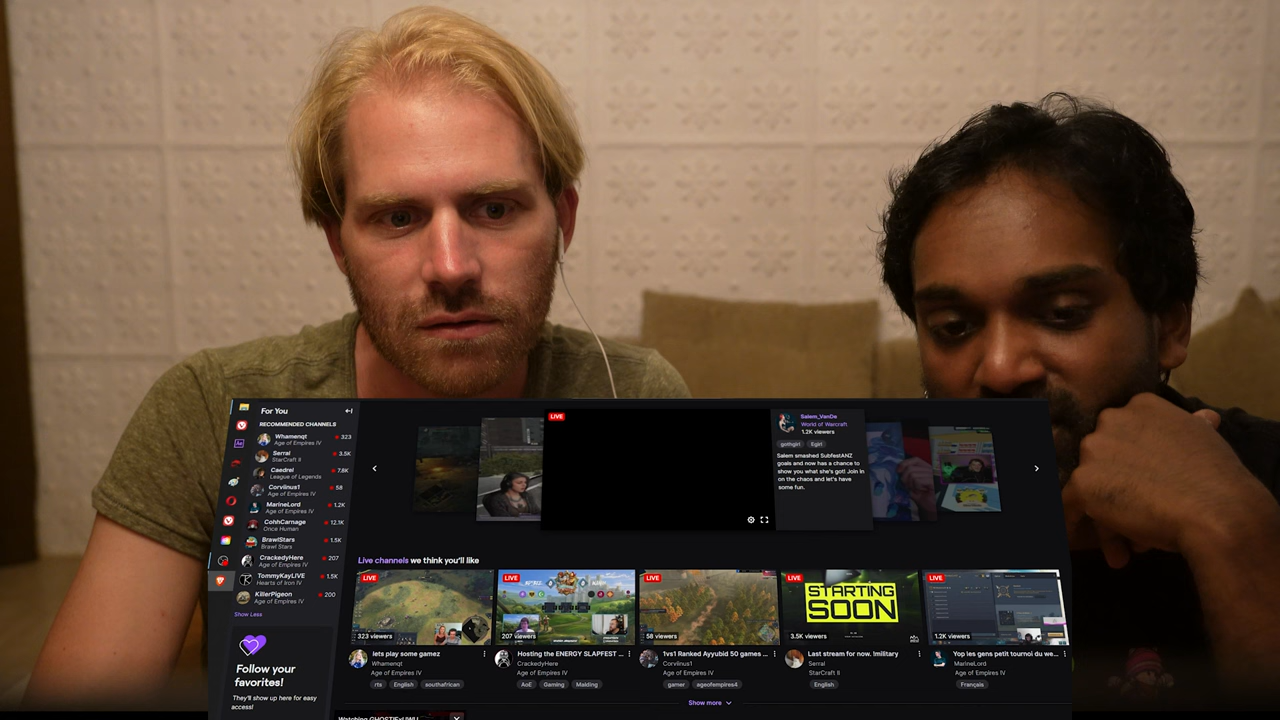 For You
RECOMMENDED CHANNELS
Whamenqt
Age of Empires IV
323
Serral
StarCraft II
3.5K
Caedrel
League of Legends
7.8K
Corvinus1
Age of Empires IV
58
MarineLord
Age of Empires IV
1.2K
CohhCarnage
Once Human
12.1K
BrawlStars
Brawl Stars
1.5K
CrackedyHere
Age of Empires IV
207
TommyKayLIVE
Hearts of Iron IV
1.5K
KillerPigeon
Age of Empires IV
200
Show Less
Follow your
favorites!
They'll show up here for easy
access!
LIVE
Salem_VanDe
World of Warcraft
1.2K viewers
gothgirl
Egirl
Salem smashed SubfestANZ
goals and now has a chance to
show you what she's got! Join in
on the chaos and let's have
some fun.
Live channels we think you'll like
LIVE
323 viewers
lets play some gamez
Whamenqt
Age of Empires IV
rts
English
southafrican
LIVE
207 viewers
Hosting the ENERGY SLAPFEST ...
CrackedyHere
Age of Empires IV
AoE
Gaming
Malding
LIVE
58 viewers
1vs1 Ranked Ayyubid 50 games ...
Corvinus1
Age of Empires IV
gamer
ageofempires4
LIVE
STARTING
SOON
3.5K viewers
Last stream for now. !military
Serral
StarCraft II
English
LIVE
1.2K viewers
Yop les gens petit tournoi du we...
MarineLord
Age of Empires IV
Français
Show more